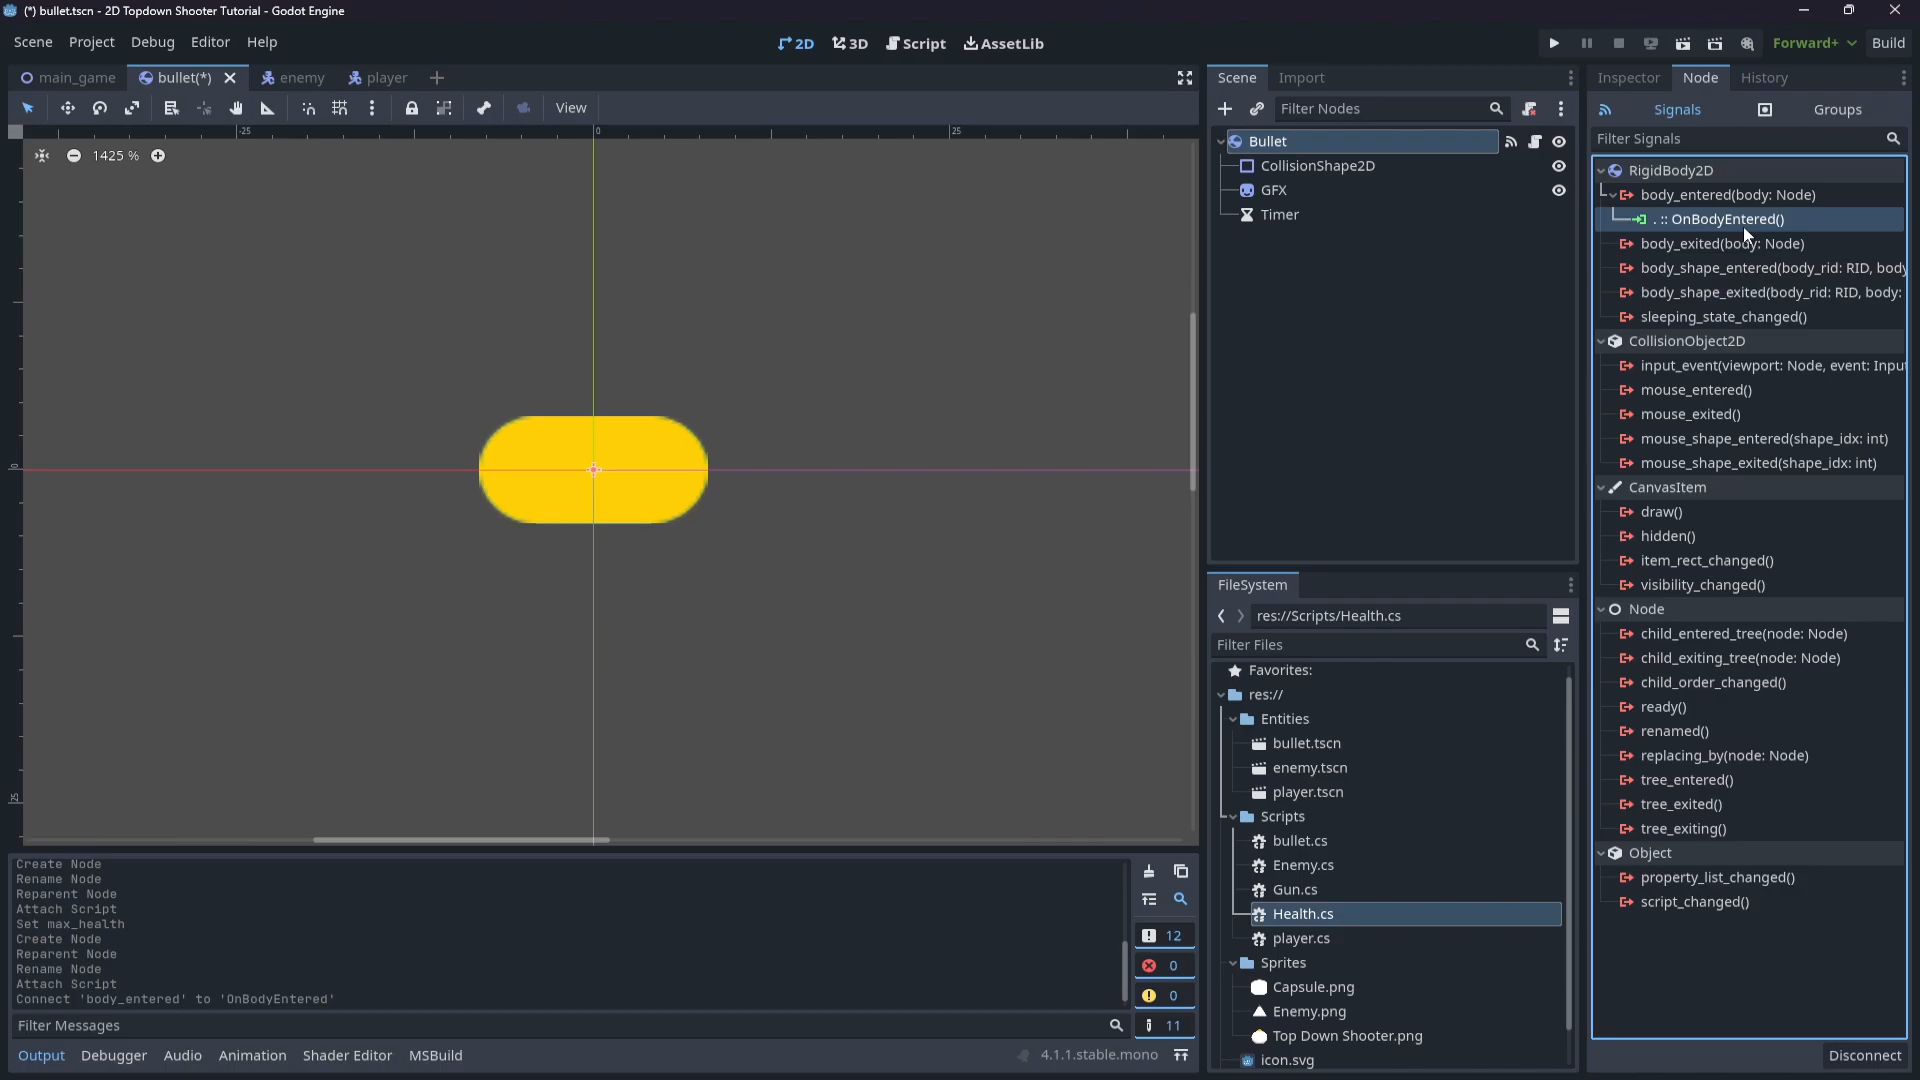 (*) bullet.tscn - 2D Topdown Shooter Tutorial - Godot Engine
Scene Project Debug Editor Help
2D 3D Script AssetLib
Forward+ Build
main_game bullet(*) enemy player
View
-25 0 25
1425 %
0
25
Create Node
Rename Node
Reparent Node
Attach Script
Set max_health
Create Node
Reparent Node
Rename Node
Attach Script
Connect 'body_entered' to 'OnBodyEntered'
12
0
0
11
Filter Messages
Output Debugger Audio Animation Shader Editor MSBuild
4.1.1.stable.mono
Scene Import
Filter Nodes
Bullet
CollisionShape2D
GFX
Timer
FileSystem
res://Scripts/Health.cs
Filter Files
Favorites:
res://
Entities
bullet.tscn
enemy.tscn
player.tscn
Scripts
bullet.cs
Enemy.cs
Gun.cs
Health.cs
player.cs
Sprites
Capsule.png
Enemy.png
Top Down Shooter.png
icon.svg
Inspector Node History
Signals Groups
Filter Signals
RigidBody2D
body_entered(body: Node)
. :: OnBodyEntered()
body_exited(body: Node)
body_shape_entered(body_rid: RID, body
body_shape_exited(body_rid: RID, body:
sleeping_state_changed()
CollisionObject2D
input_event(viewport: Node, event: Inpu
mouse_entered()
mouse_exited()
mouse_shape_entered(shape_idx: int)
mouse_shape_exited(shape_idx: int)
CanvasItem
draw()
hidden()
item_rect_changed()
visibility_changed()
Node
child_entered_tree(node: Node)
child_exiting_tree(node: Node)
child_order_changed()
ready()
renamed()
replacing_by(node: Node)
tree_entered()
tree_exited()
tree_exiting()
Object
property_list_changed()
script_changed()
Disconnect